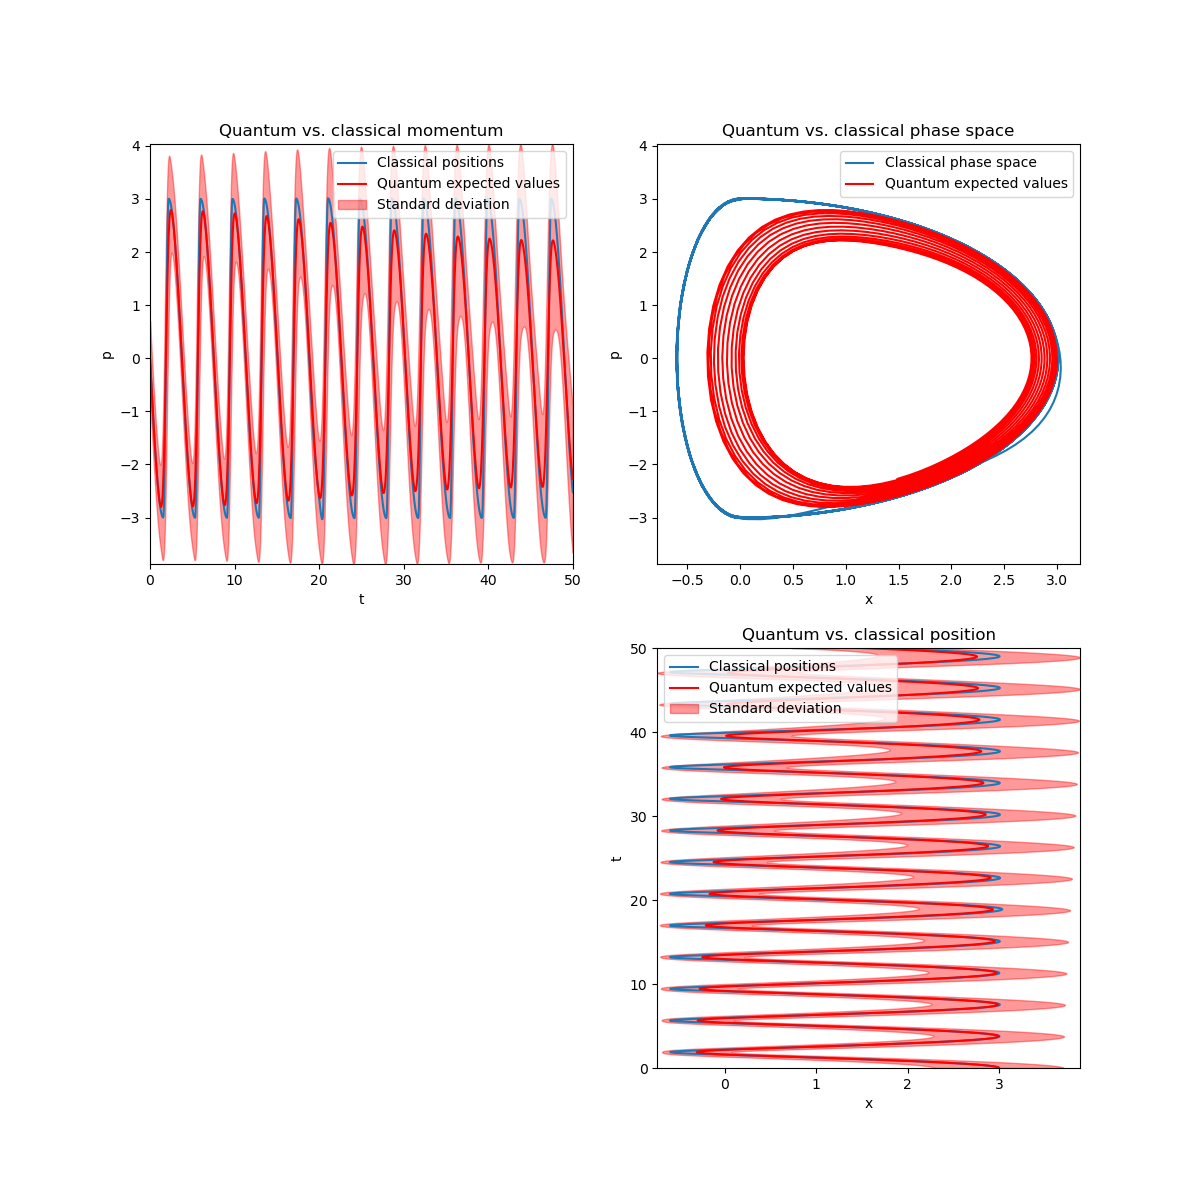 Quantum vs. classical momentum
Classical positions
Quantum expected values
Standard deviation
4
3
2
1
0
−1
−2
−3
p
0
10
20
30
40
50
t
Quantum vs. classical phase space
Classical phase space
Quantum expected values
4
3
2
1
0
−1
−2
−3
p
−0.5
0.0
0.5
1.0
1.5
2.0
2.5
3.0
x
Quantum vs. classical position
Classical positions
Quantum expected values
Standard deviation
50
40
30
20
10
0
t
0
1
2
3
x